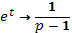 e^t → 1/(p − 1)